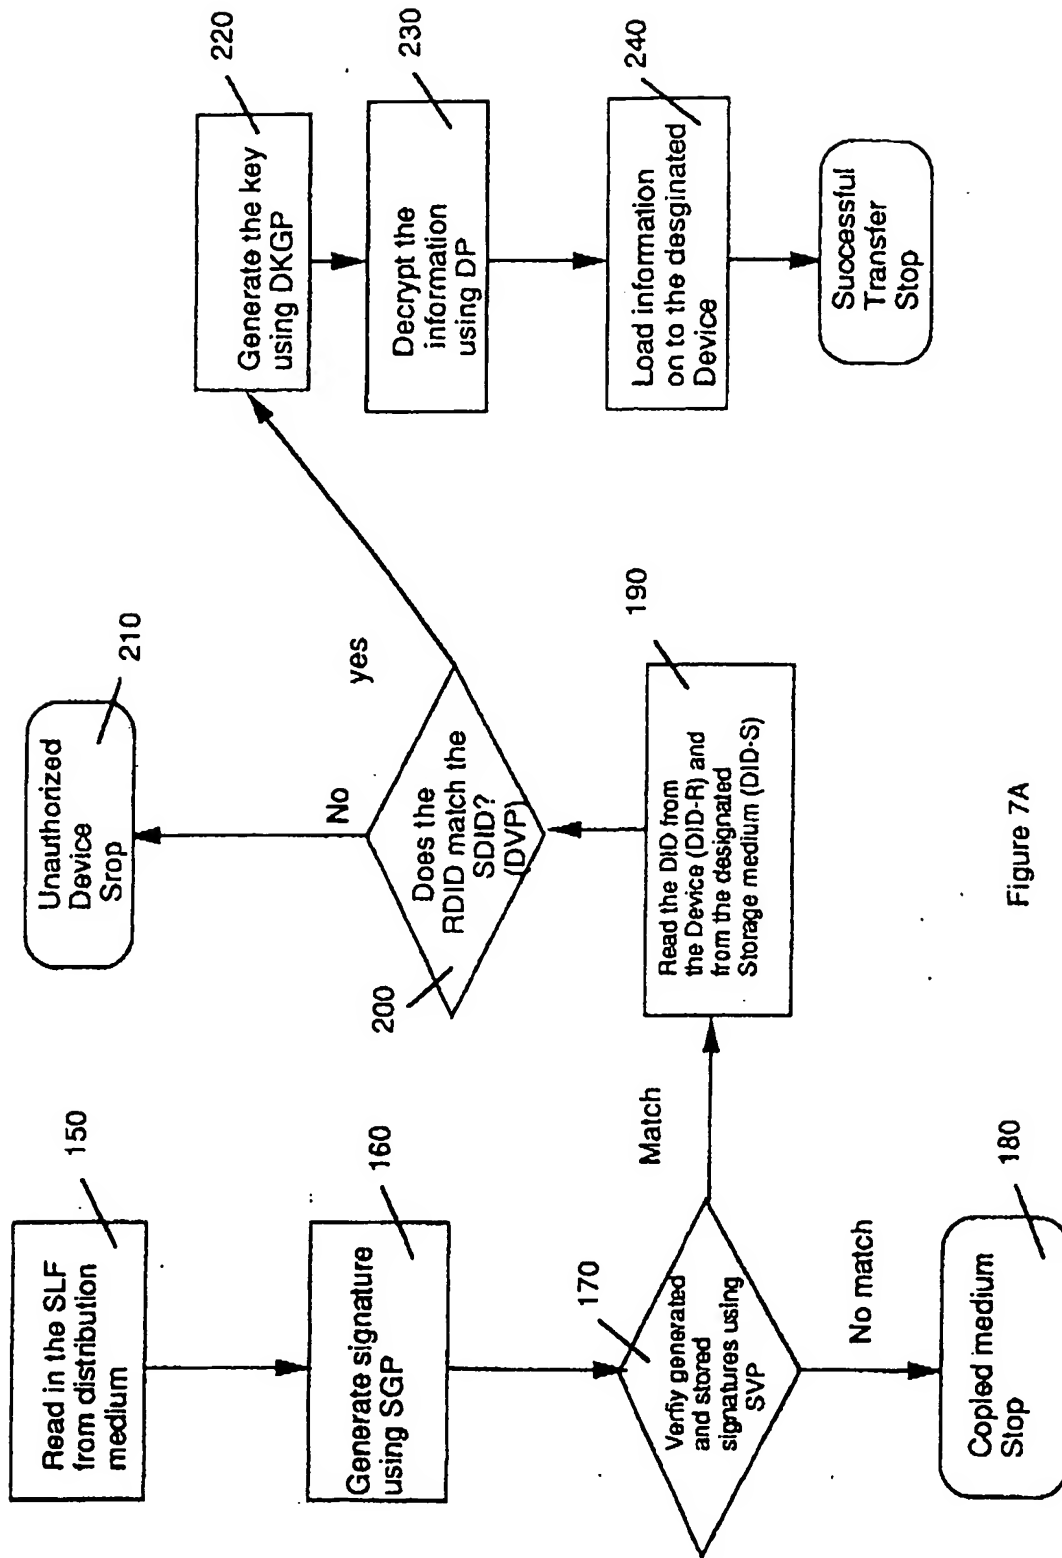 150
Read in the SLF
from distribution
medium
160
Generate signature
using SGP
170
Verfiy generated
and stored
signatures using
SVP
Match
No match
180
Copied medium
Stop
190
Read the DID from
the Device (DID-R) and
from the designated
Storage medium (DID-S)
200
Does the
RDID match the
SDID?
(DVP)
No
yes
210
Unauthorized
Device
Srop
220
Generate the key
using DKGP
230
Decrypt the
information
using DP
240
Load information
on to the desginated
Device
Successful
Transfer
Stop
Figure 7A